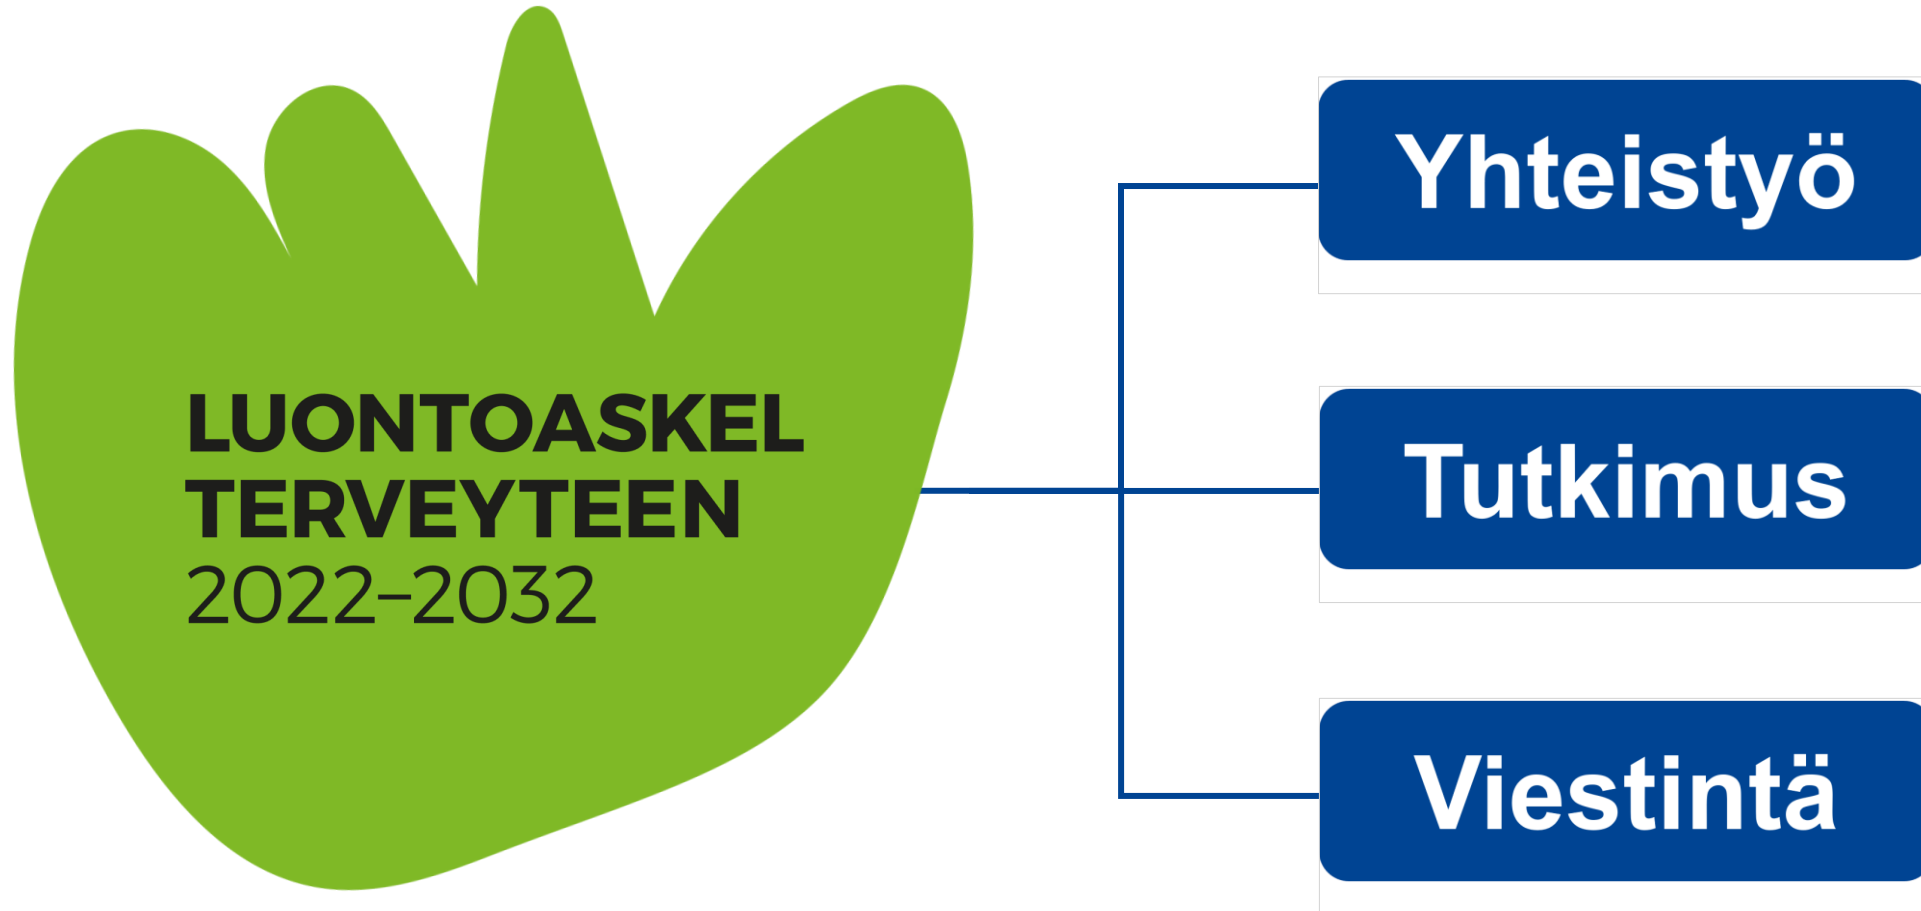 LUONTOASKEL
TERVEYTEEN
2022–2032
Yhteistyö
Tutkimus
Viestintä